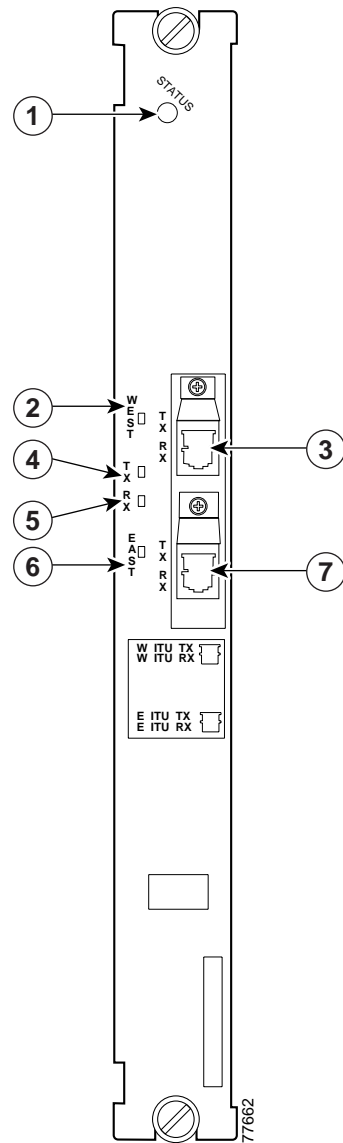 STATUS
1
2
WEST
TX
RX
3
4
TX
5
RX
6
EAST
TX
RX
7
W ITU TX
W ITU RX
E ITU TX
E ITU RX
77662